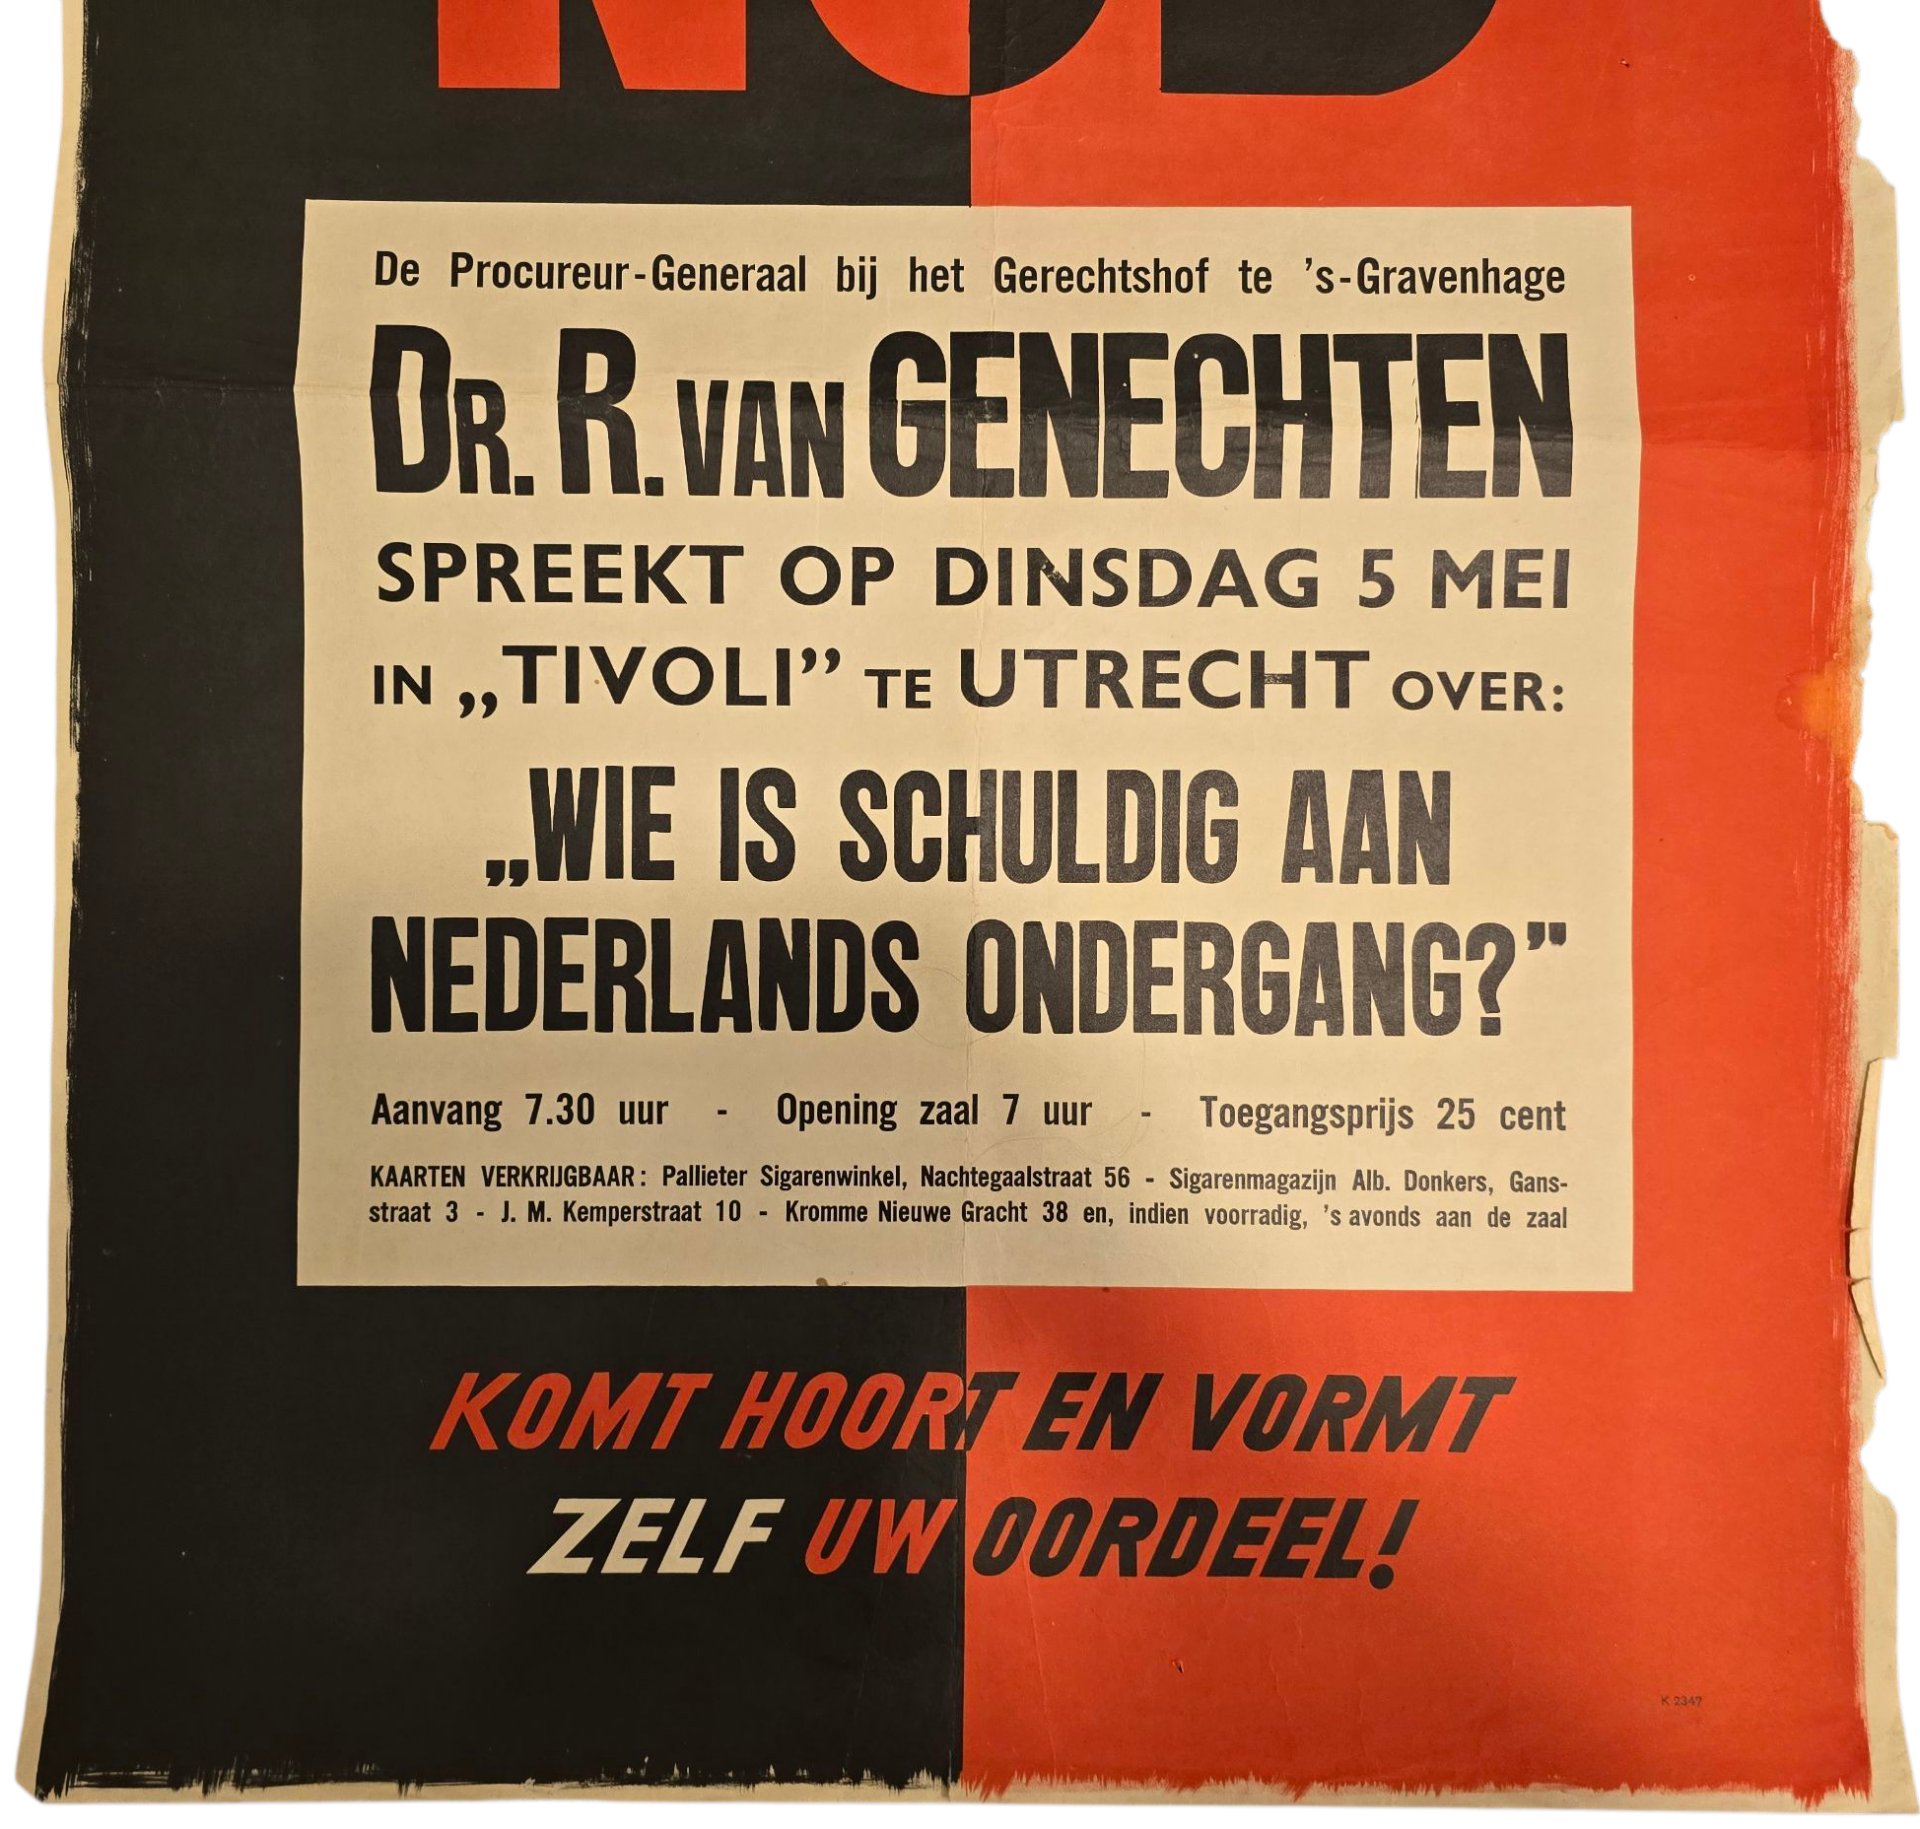 De Procureur-Generaal bij het Gerechtshof te 's-Gravenhage
DR. R. VAN GENECHTEN
SPREEKT OP DINSDAG 5 MEI
IN „TIVOLI” TE UTRECHT OVER:
„WIE IS SCHULDIG AAN
NEDERLANDS ONDERGANG?”
Aanvang 7.30 uur - Opening zaal 7 uur - Toegangsprijs 25 cent
KAARTEN VERKRIJGBAAR: Pallieter Sigarenwinkel, Nachtegaalstraat 56 - Sigarenmagazijn Alb. Donkers, Gans-
straat 3 - J. M. Kemperstraat 10 - Kromme Nieuwe Gracht 38 en, indien voorradig, 's avonds aan de zaal
KOMT HOORT EN VORMT
ZELF UW OORDEEL!
K 2347